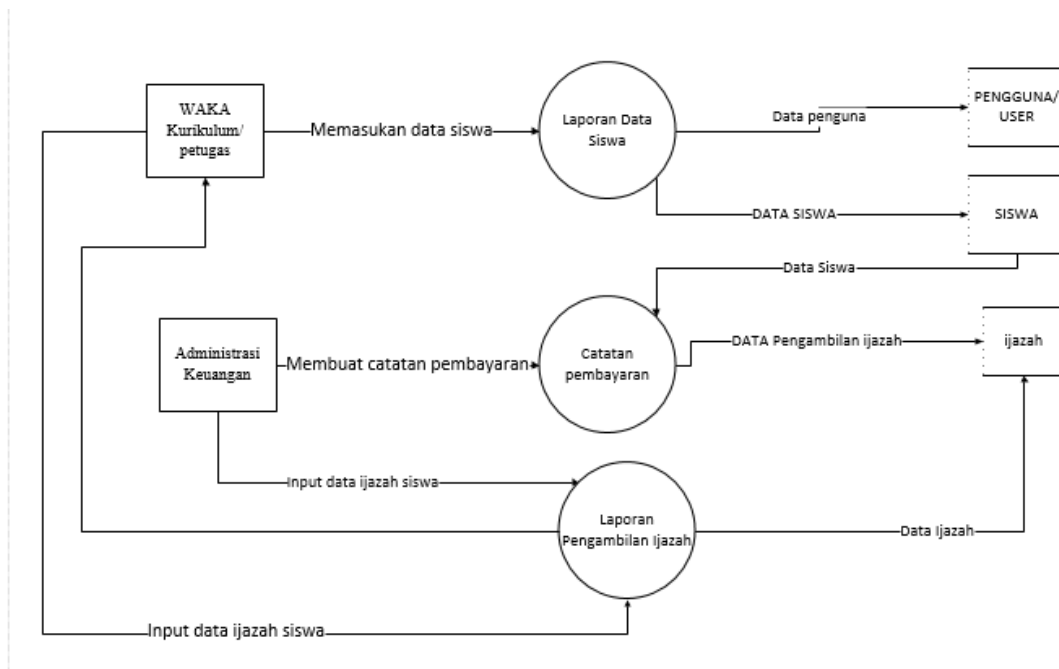 WAKA
Kurikulum/
petugas
Memasukan data siswa
Laporan Data
Siswa
Data penguna
PENGGUNA/
USER
DATA SISWA
SISWA
Data Siswa
Administrasi
Keuangan
Membuat catatan pembayaran
Catatan
pembayaran
DATA Pengambilan ijazah
ijazah
Input data ijazah siswa
Laporan
Pengambilan Ijazah
Data Ijazah
Input data ijazah siswa